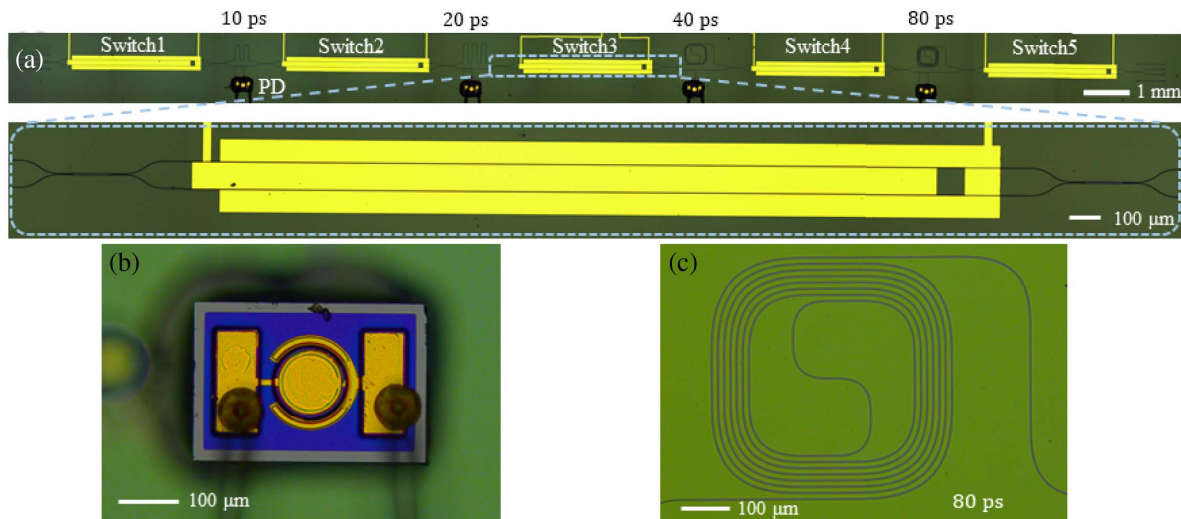 10 ps 20 ps 40 ps 80 ps
(a) Switch1 Switch2 Switch3 Switch4 Switch5
PD 1 mm
100 μm
(b) (c)
100 μm 100 μm 80 ps